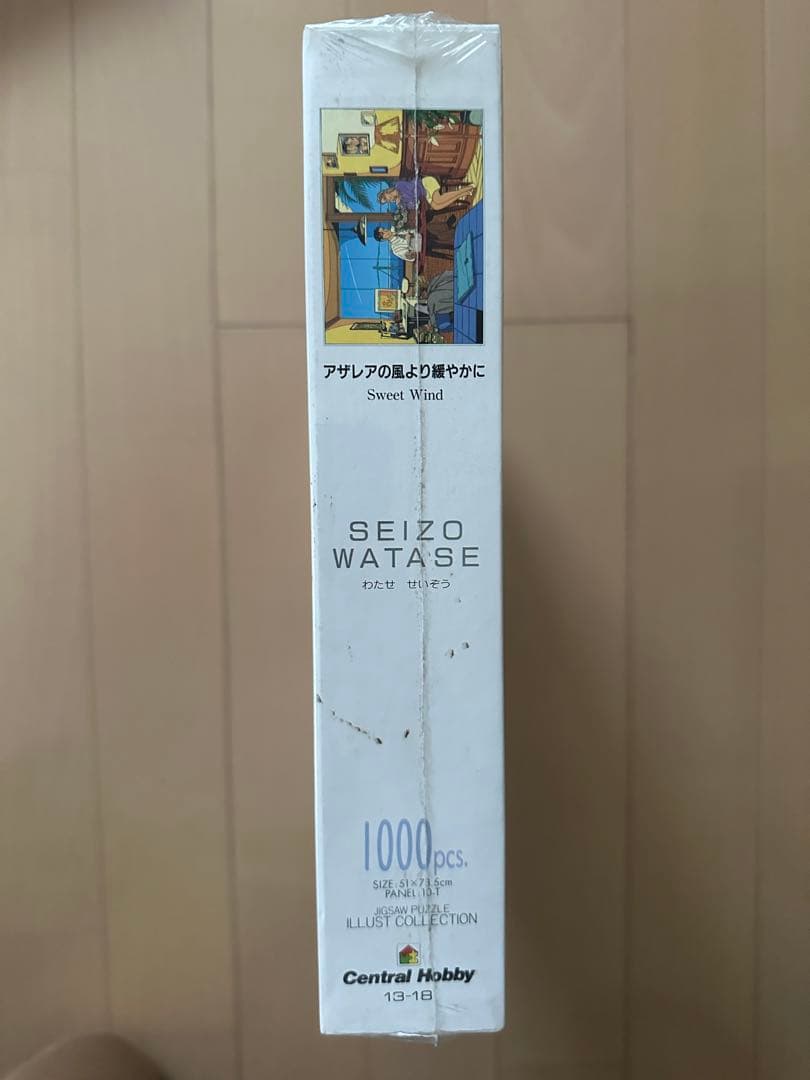 アザレアの風より緩やかに
Sweet Wind
SEIZO
WATASE
わたせ せいぞう
1000pcs.
SIZE: 51×73.5cm
PANEL: 10-T
JIGSAW PUZZLE
ILLUST COLLECTION
Central Hobby
13-18